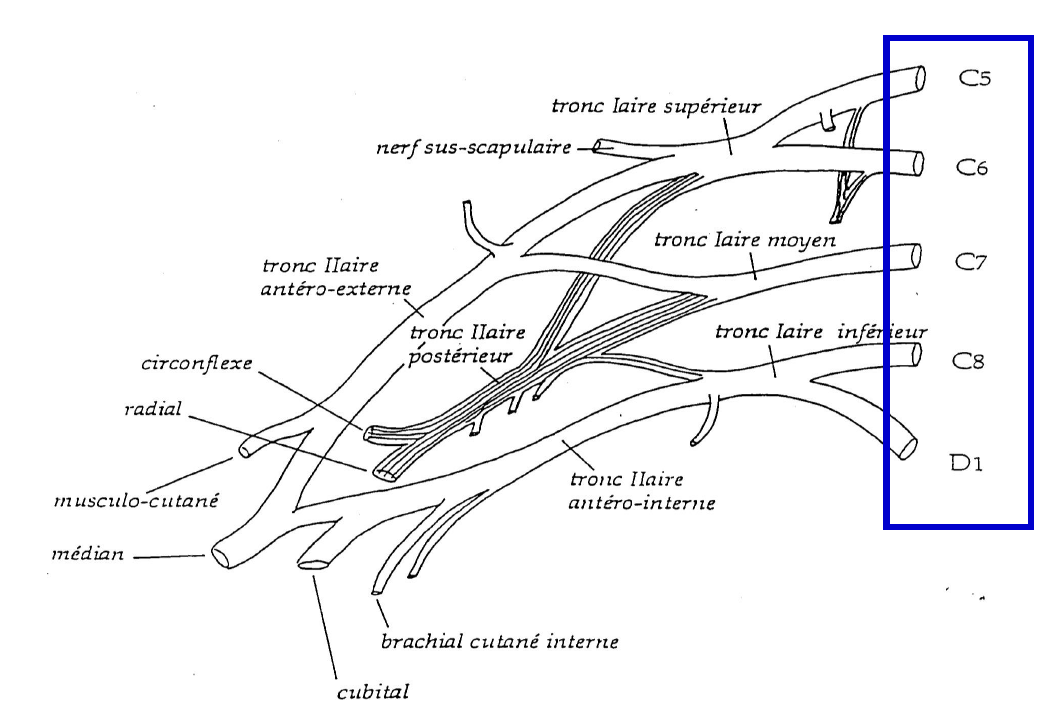 C5
tronc Iaire supérieur
nerf sus-scapulaire
C6
tronc Iaire moyen
C7
tronc IIaire
antéro-externe
tronc IIaire
postérieur
tronc Iaire inférieur
C8
circonflexe
radial
D1
tronc IIaire
antéro-interne
musculo-cutané
médian
brachial cutané interne
cubital